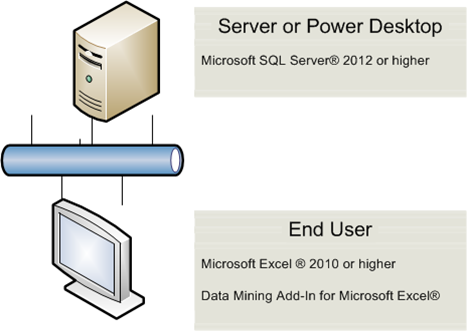 Server or Power Desktop
Microsoft SQL Server® 2012 or higher
End User
Microsoft Excel ® 2010 or higher
Data Mining Add-In for Microsoft Excel®